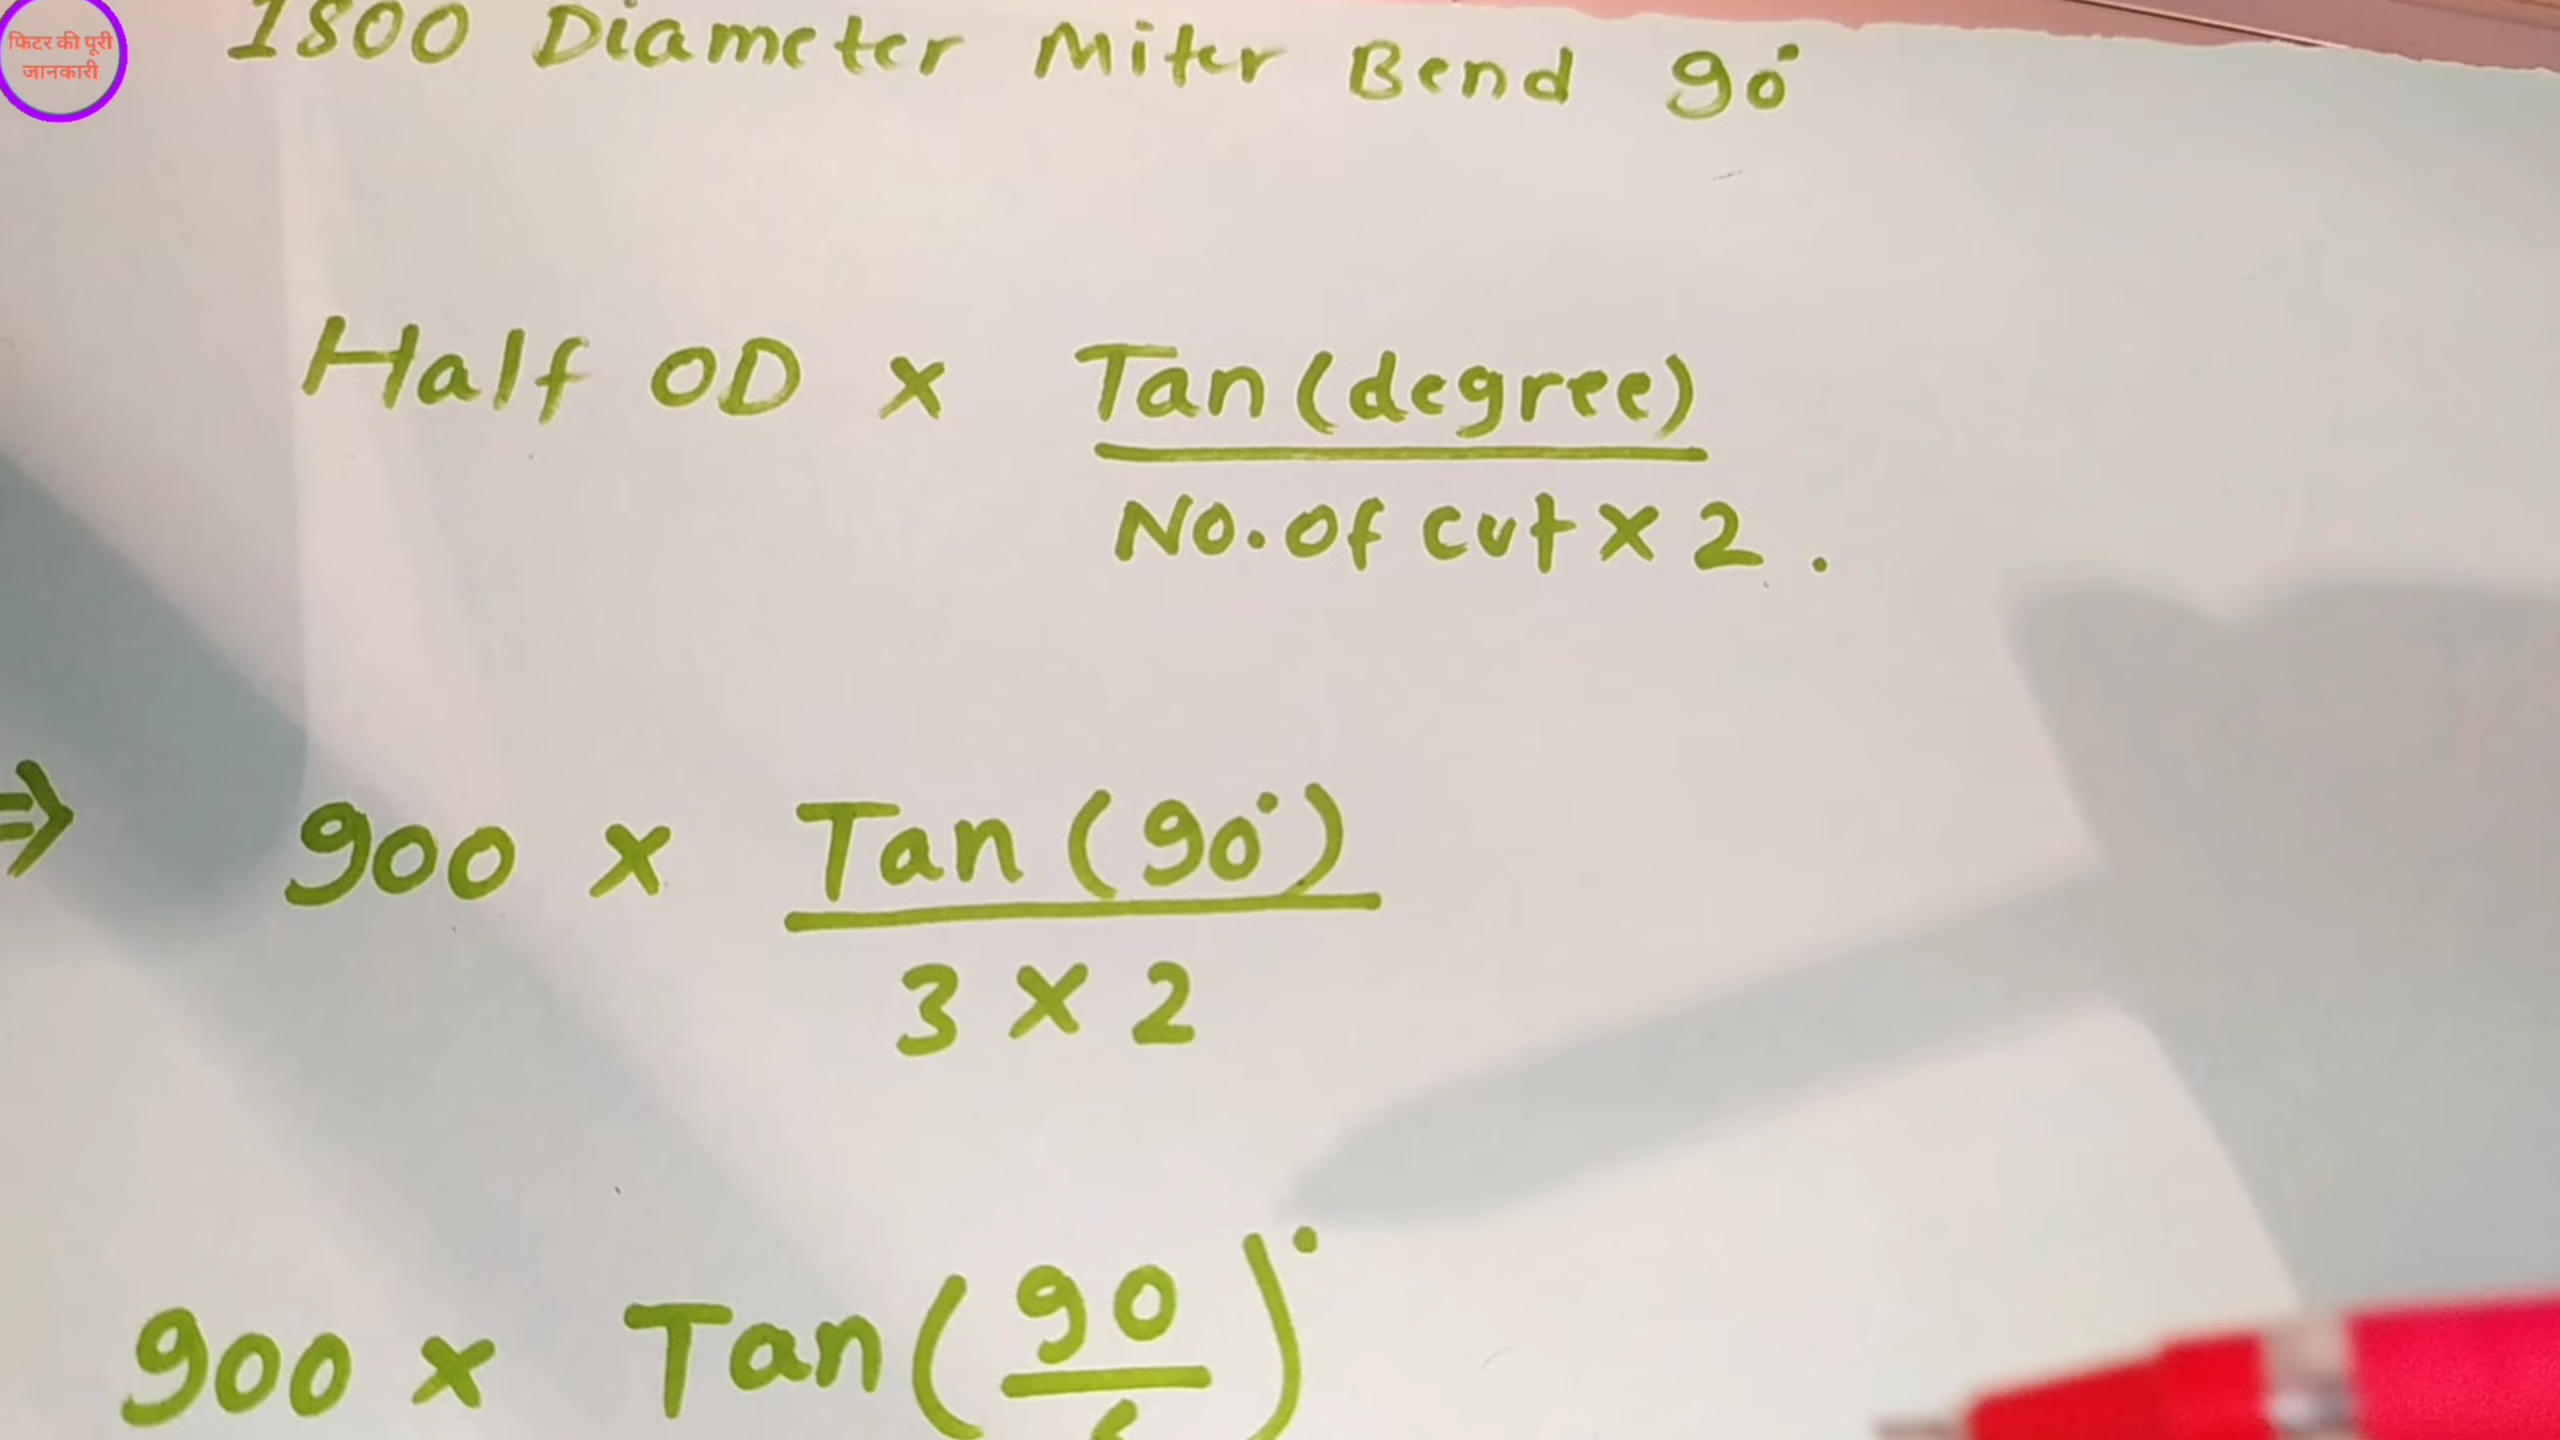 फिटर की पूरी
जानकारी
1800 Diameter Miter Bend 90°
Half OD × Tan (degree)
No. of cut × 2 .
⇒ 900 × Tan (90°)
3 × 2
900 × Tan (90)°